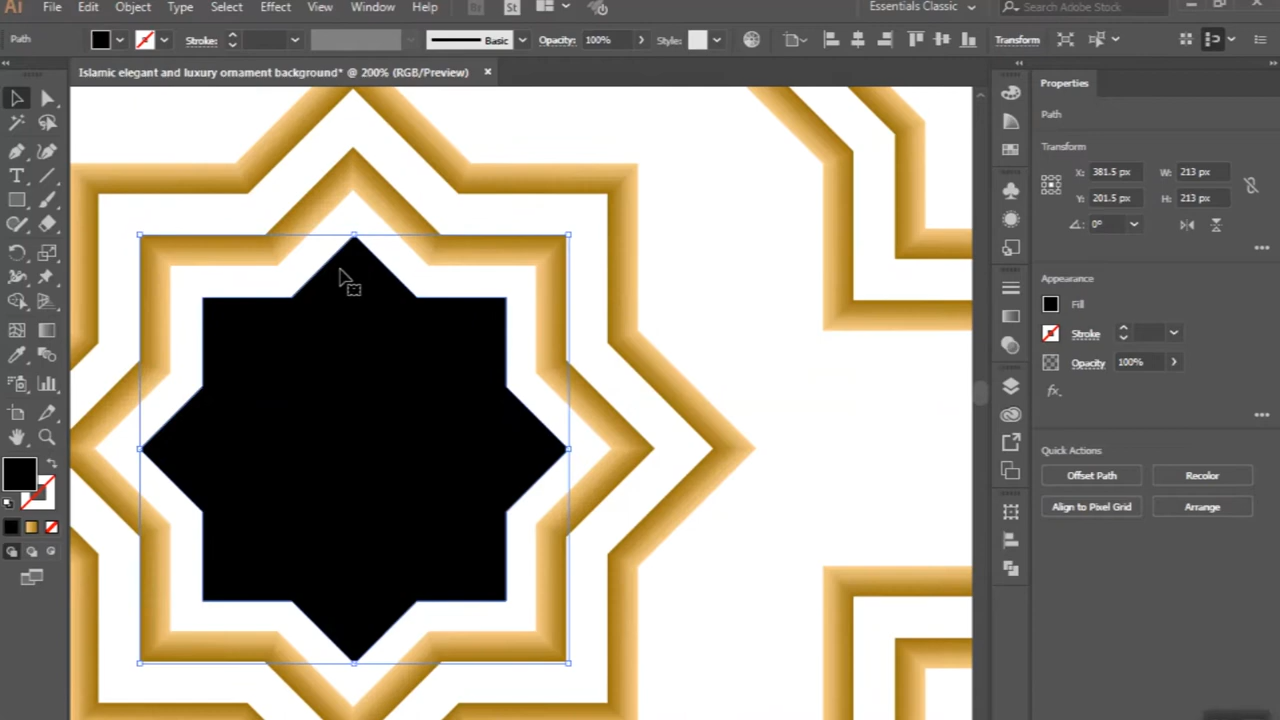 Ai File Edit Object Type Select Effect View Window Help Br St Essentials Classic Search Adobe Stock
Path Stroke: Basic Opacity: 100% Style: Transform
Islamic elegant and luxury ornament background* @ 200% (RGB/Preview) ×
Properties
Path
Transform
X: 381.5 px W: 213 px
Y: 201.5 px H: 213 px
0°
Appearance
Fill
Stroke
Opacity 100%
fx.
Quick Actions
Offset Path Recolor
Align to Pixel Grid Arrange